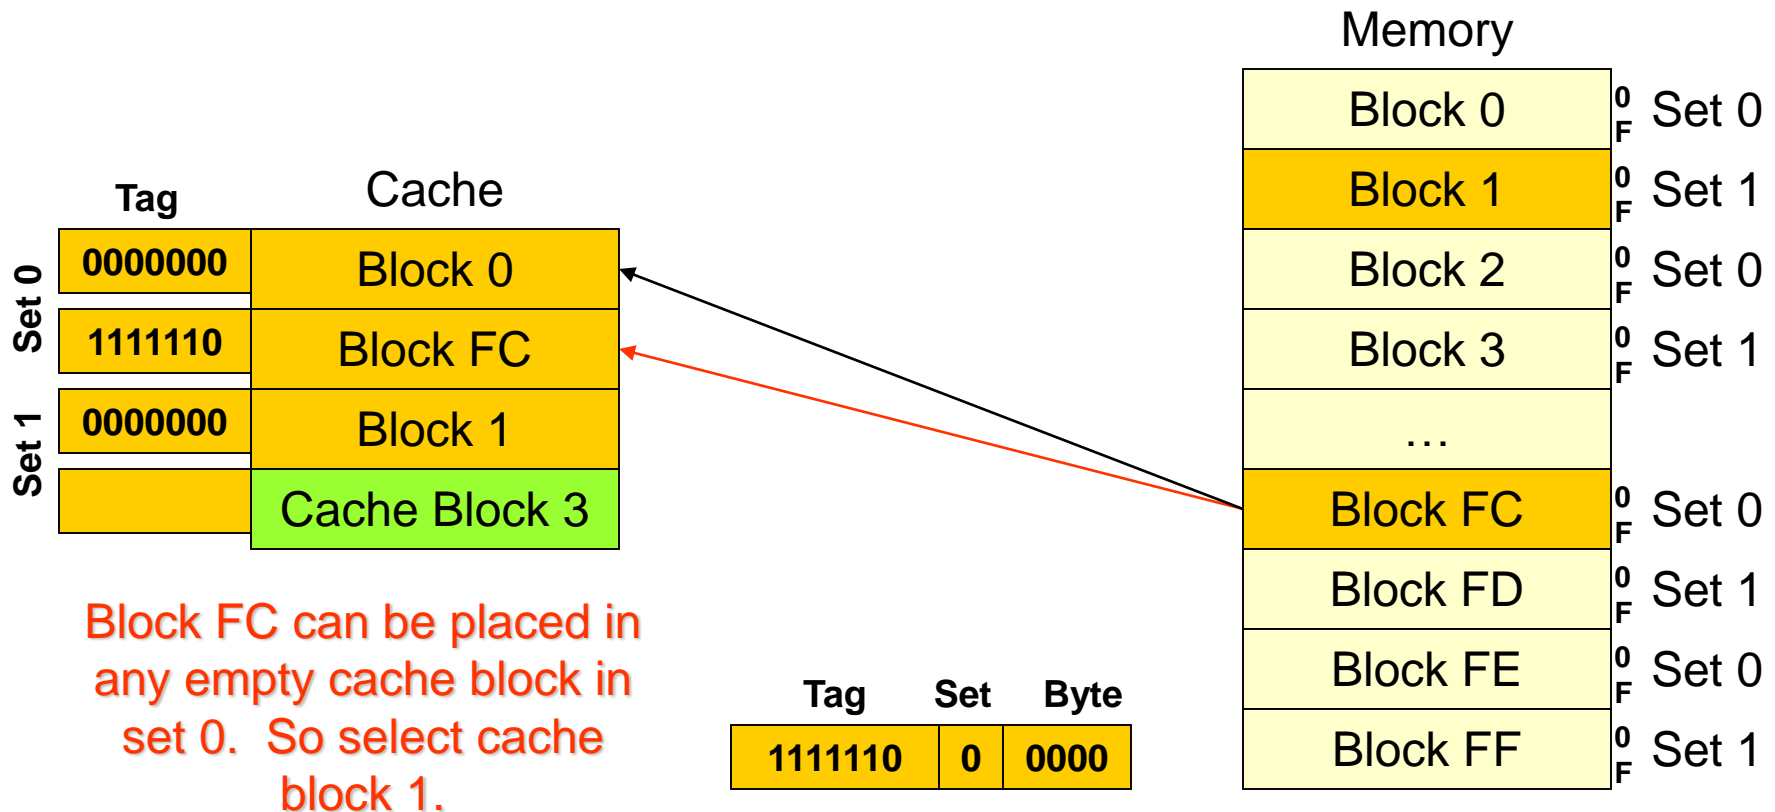 Memory
Block 0 0 F Set 0
Block 1 0 F Set 1
Block 2 0 F Set 0
Block 3 0 F Set 1
…
Block FC 0 F Set 0
Block FD 0 F Set 1
Block FE 0 F Set 0
Block FF 0 F Set 1
Tag Cache
Set 0
0000000 Block 0
1111110 Block FC
Set 1
0000000 Block 1
Cache Block 3
Block FC can be placed in
any empty cache block in
set 0. So select cache
block 1.
Tag Set Byte
1111110 0 0000